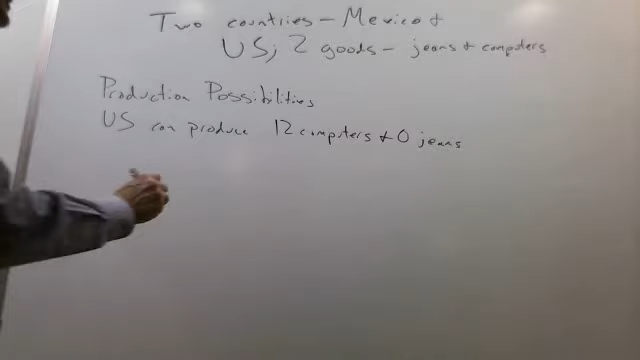 Two countries - Mexico +
US; 2 goods - jeans + computers
Production Possibilities
US can produce 12 computers + 0 jeans